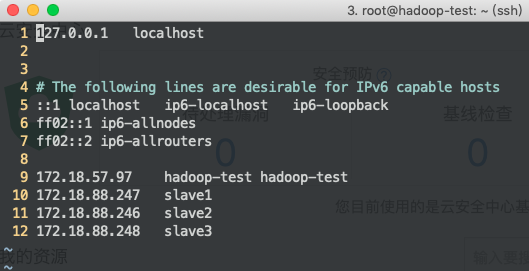 3. root@hadoop-test: ~ (ssh)
1 127.0.0.1 localhost
2
3
4 # The following lines are desirable for IPv6 capable hosts
5 ::1 localhost ip6-localhost ip6-loopback
6 ff02::1 ip6-allnodes
7 ff02::2 ip6-allrouters
8
9 172.18.57.97 hadoop-test hadoop-test
10 172.18.88.247 slave1
11 172.18.88.246 slave2
12 172.18.88.248 slave3
~
~
安全预防
待处理漏洞
基线检查
0
0
您目前使用的是云安全中心基
我的资源
输入要搜